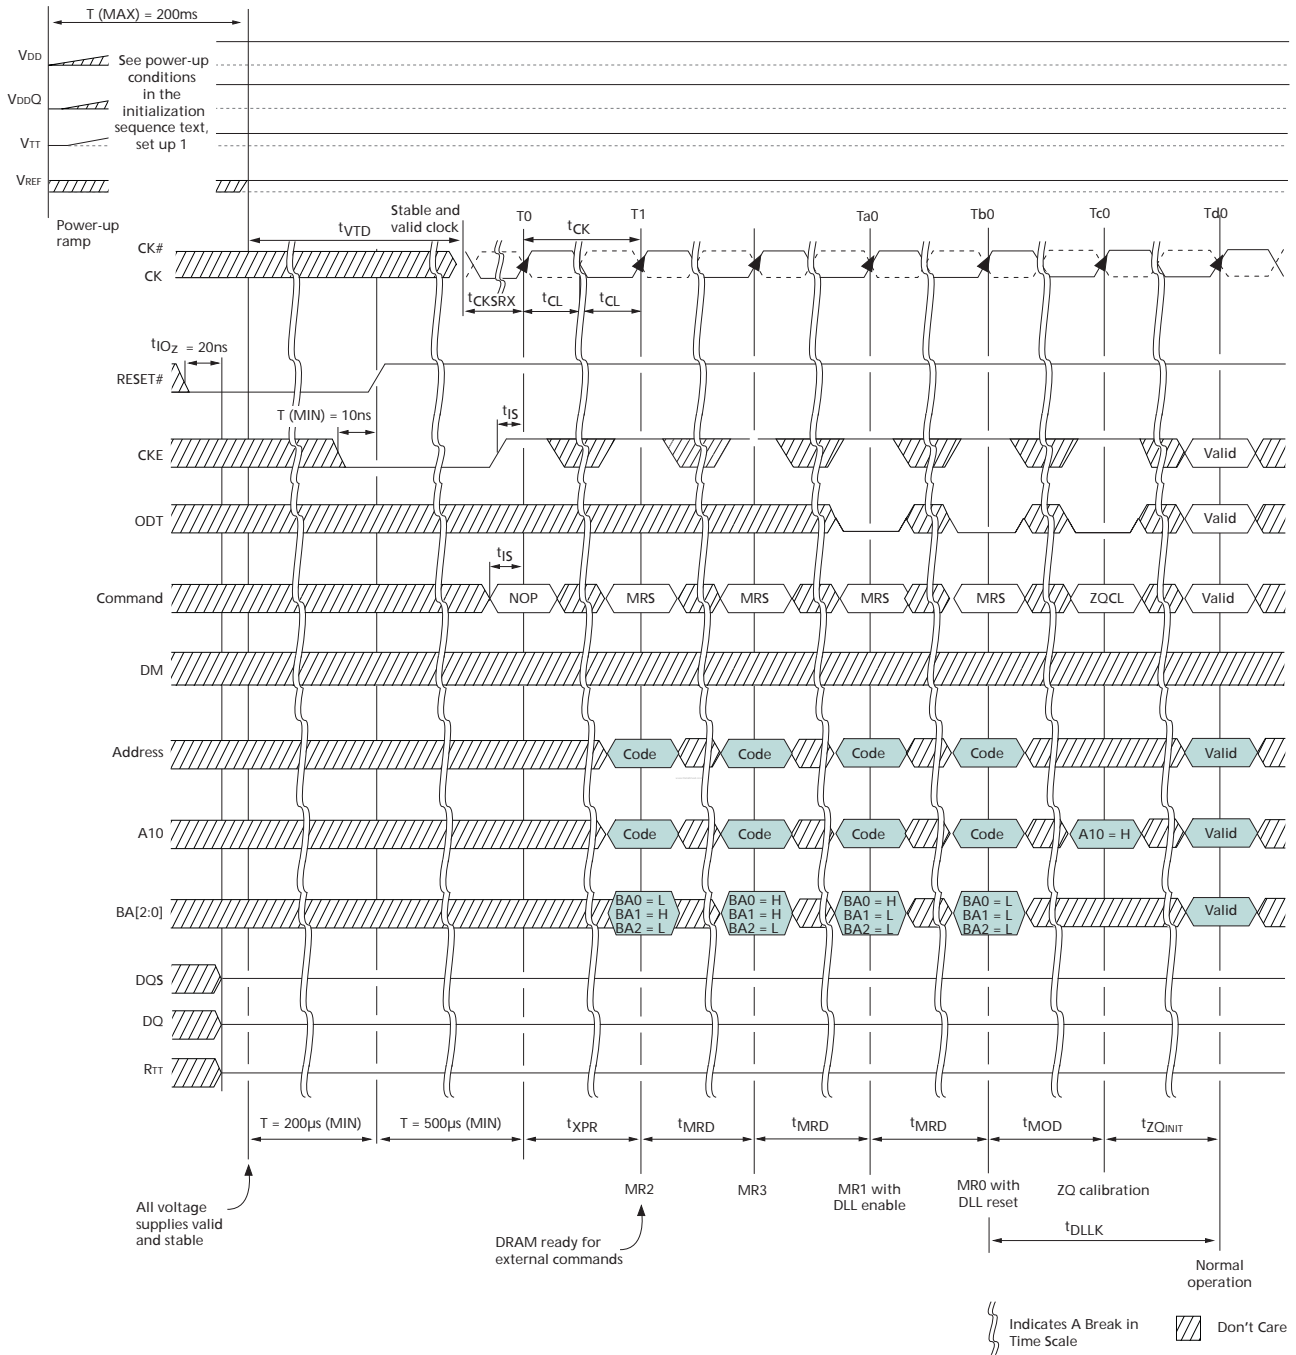 T (MAX) = 200ms
VDD
See power-up
conditions
in the
initialization
sequence text,
set up 1
VDDQ
VTT
VREF
Power-up
ramp
tVTD
Stable and
valid clock
T0
T1
Ta0
Tb0
Tc0
Td0
tCK
CK#
CK
tCKSRX
tCL
tCL
tIOZ = 20ns
RESET#
T (MIN) = 10ns
tIS
CKE
Valid
ODT
Valid
tIS
Command
NOP
MRS
MRS
MRS
MRS
ZQCL
Valid
DM
Address
Code
Code
Code
Code
Valid
A10
Code
Code
Code
Code
A10 = H
Valid
BA[2:0]
BA0 = L
BA1 = H
BA2 = L
BA0 = H
BA1 = H
BA2 = L
BA0 = H
BA1 = L
BA2 = L
BA0 = L
BA1 = L
BA2 = L
Valid
DQS
DQ
RTT
T = 200µs (MIN)
T = 500µs (MIN)
tXPR
tMRD
tMRD
tMRD
tMOD
tZQINIT
All voltage
supplies valid
and stable
MR2
MR3
MR1 with
DLL enable
MR0 with
DLL reset
ZQ calibration
DRAM ready for
external commands
tDLLK
Normal
operation
Indicates A Break in
Time Scale
Don't Care